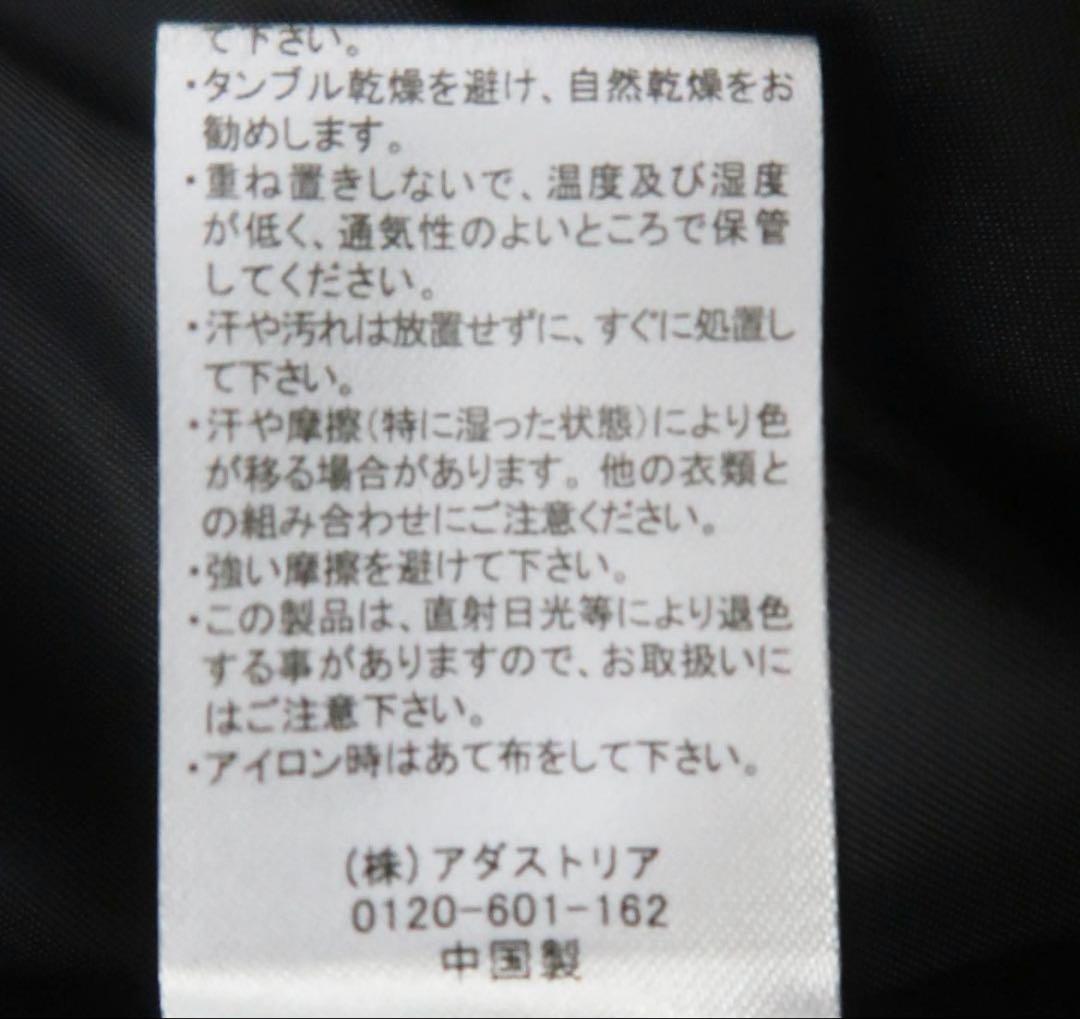 て下さい。
・タンブル乾燥を避け、自然乾燥をお
勧めします。
・重ね置きしないで、温度及び湿度
が低く、通気性のよいところで保管
してください。
・汗や汚れは放置せずに、すぐに処置し
て下さい。
・汗や摩擦(特に湿った状態)により色
が移る場合があります。他の衣類と
の組み合わせにご注意ください。
・強い摩擦を避けて下さい。
・この製品は、直射日光等により退色
する事がありますので、お取扱いに
はご注意下さい。
・アイロン時はあて布をして下さい。
(株)アダストリア
0120-601-162
中国製